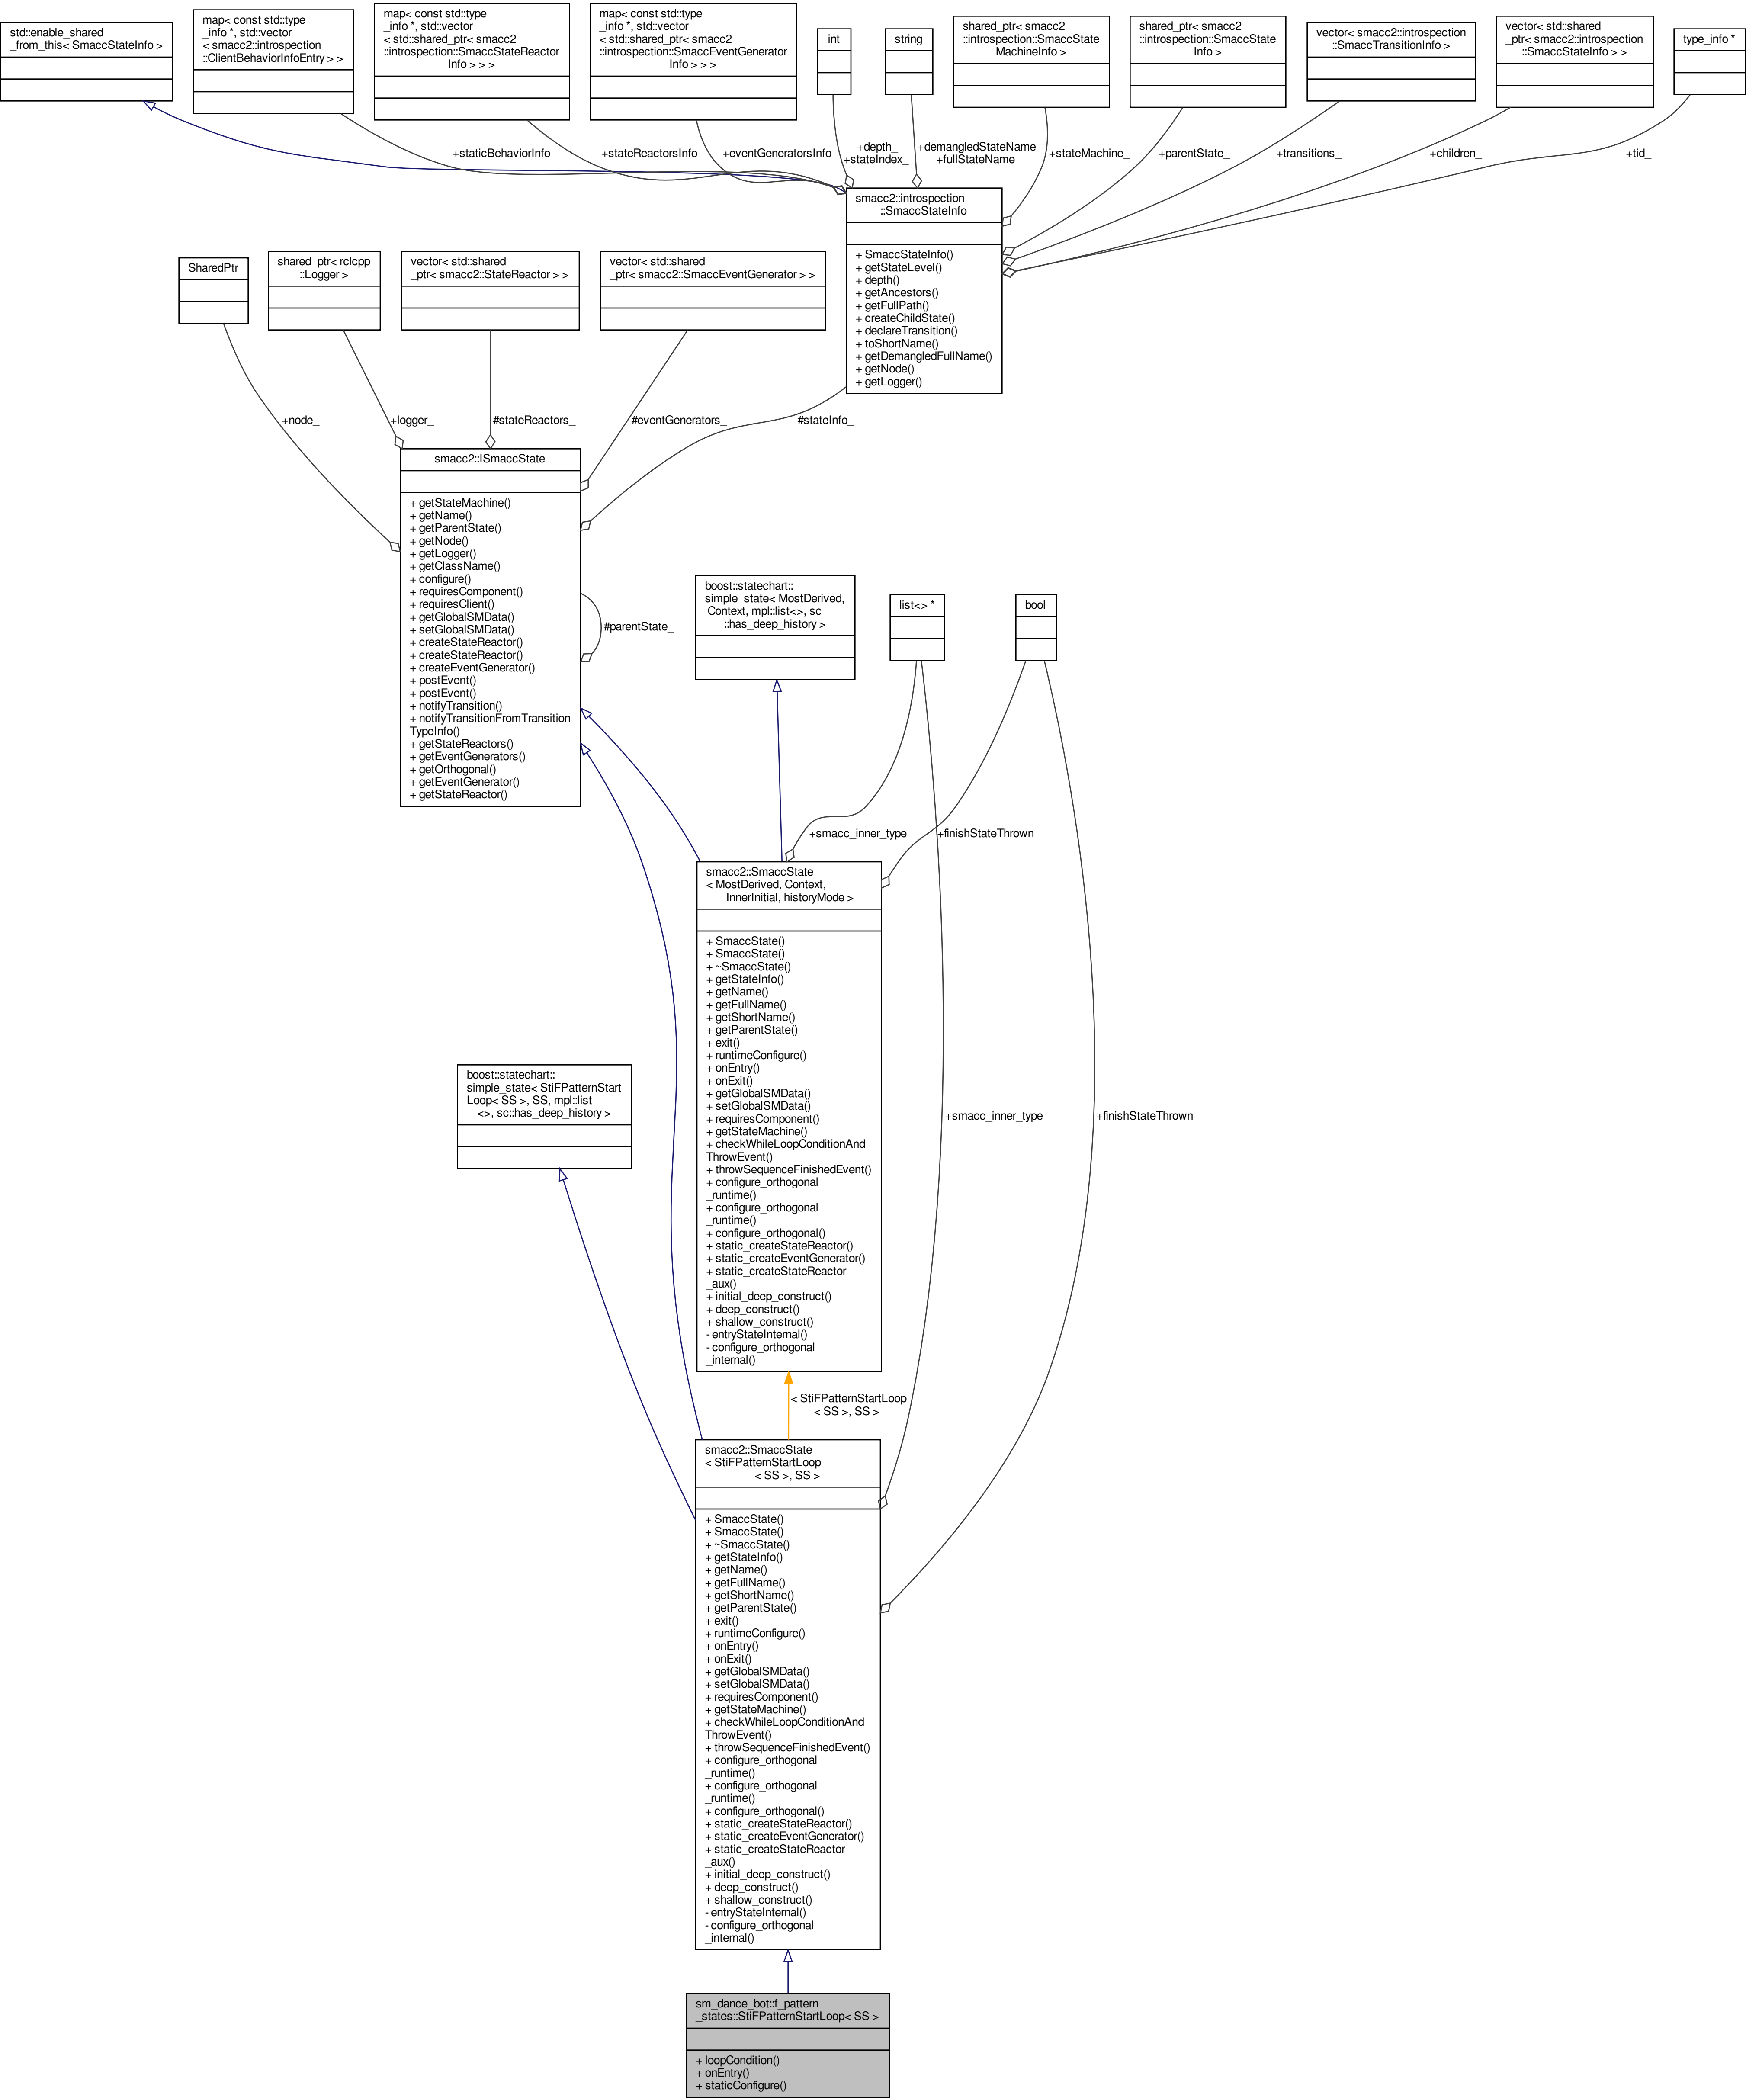 std::enable_shared
_from_this< SmaccStateInfo >
map< const std::type
_info *, std::vector
< smacc2::introspection
::ClientBehaviorInfoEntry > >
map< const std::type
_info *, std::vector
< std::shared_ptr< smacc2
::introspection::SmaccStateReactor
Info > > >
map< const std::type
_info *, std::vector
< std::shared_ptr< smacc2
::introspection::SmaccEventGenerator
Info > > >
int
string
shared_ptr< smacc2
::introspection::SmaccState
MachineInfo >
shared_ptr< smacc2
::introspection::SmaccState
Info >
vector< smacc2::introspection
::SmaccTransitionInfo >
vector< std::shared
_ptr< smacc2::introspection
::SmaccStateInfo > >
type_info *
+staticBehaviorInfo
+stateReactorsInfo
+eventGeneratorsInfo
+depth_
+stateIndex_
+demangledStateName
+fullStateName
+stateMachine_
+parentState_
+transitions_
+children_
+tid_
smacc2::introspection
::SmaccStateInfo
+ SmaccStateInfo()
+ getStateLevel()
+ depth()
+ getAncestors()
+ getFullPath()
+ createChildState()
+ declareTransition()
+ toShortName()
+ getDemangledFullName()
+ getNode()
+ getLogger()
SharedPtr
shared_ptr< rclcpp
::Logger >
vector< std::shared
_ptr< smacc2::StateReactor > >
vector< std::shared
_ptr< smacc2::SmaccEventGenerator > >
+node_
+logger_
#stateReactors_
#eventGenerators_
#stateInfo_
smacc2::ISmaccState
+ getStateMachine()
+ getName()
+ getParentState()
+ getNode()
+ getLogger()
+ getClassName()
+ configure()
+ requiresComponent()
+ requiresClient()
+ getGlobalSMData()
+ setGlobalSMData()
+ createStateReactor()
+ createStateReactor()
+ createEventGenerator()
+ postEvent()
+ postEvent()
+ notifyTransition()
+ notifyTransitionFromTransition
TypeInfo()
+ getStateReactors()
+ getEventGenerators()
+ getOrthogonal()
+ getEventGenerator()
+ getStateReactor()
#parentState_
boost::statechart::
simple_state< MostDerived,
Context, mpl::list<>, sc
::has_deep_history >
list<> *
bool
+smacc_inner_type
+finishStateThrown
smacc2::SmaccState
< MostDerived, Context,
InnerInitial, historyMode >
+ SmaccState()
+ SmaccState()
+ ~SmaccState()
+ getStateInfo()
+ getName()
+ getFullName()
+ getShortName()
+ getParentState()
+ exit()
+ runtimeConfigure()
+ onEntry()
+ onExit()
+ getGlobalSMData()
+ setGlobalSMData()
+ requiresComponent()
+ getStateMachine()
+ checkWhileLoopConditionAnd
ThrowEvent()
+ throwSequenceFinishedEvent()
+ configure_orthogonal
_runtime()
+ configure_orthogonal
_runtime()
+ configure_orthogonal()
+ static_createStateReactor()
+ static_createEventGenerator()
+ static_createStateReactor
_aux()
+ initial_deep_construct()
+ deep_construct()
+ shallow_construct()
- entryStateInternal()
- configure_orthogonal
_internal()
boost::statechart::
simple_state< StiFPatternStart
Loop< SS >, SS, mpl::list
<>, sc::has_deep_history >
+smacc_inner_type
+finishStateThrown
< StiFPatternStartLoop
< SS >, SS >
smacc2::SmaccState
< StiFPatternStartLoop
< SS >, SS >
+ SmaccState()
+ SmaccState()
+ ~SmaccState()
+ getStateInfo()
+ getName()
+ getFullName()
+ getShortName()
+ getParentState()
+ exit()
+ runtimeConfigure()
+ onEntry()
+ onExit()
+ getGlobalSMData()
+ setGlobalSMData()
+ requiresComponent()
+ getStateMachine()
+ checkWhileLoopConditionAnd
ThrowEvent()
+ throwSequenceFinishedEvent()
+ configure_orthogonal
_runtime()
+ configure_orthogonal
_runtime()
+ configure_orthogonal()
+ static_createStateReactor()
+ static_createEventGenerator()
+ static_createStateReactor
_aux()
+ initial_deep_construct()
+ deep_construct()
+ shallow_construct()
- entryStateInternal()
- configure_orthogonal
_internal()
sm_dance_bot::f_pattern
_states::StiFPatternStartLoop< SS >
+ loopCondition()
+ onEntry()
+ staticConfigure()